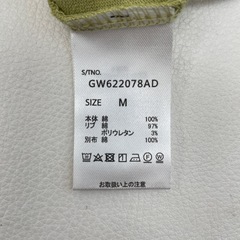 S/TNO.
GW622078AD
SIZE M
本体 綿 100%
リブ 綿 97%
ポリウレタン 3%
別布 綿 100%
お取扱い上の注意